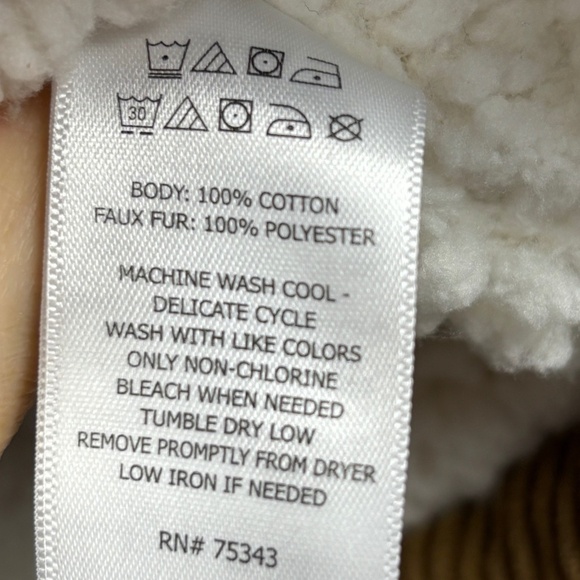 30
BODY: 100% COTTON
FAUX FUR: 100% POLYESTER
MACHINE WASH COOL -
DELICATE CYCLE
WASH WITH LIKE COLORS
ONLY NON-CHLORINE
BLEACH WHEN NEEDED
TUMBLE DRY LOW
REMOVE PROMPTLY FROM DRYER
LOW IRON IF NEEDED
RN# 75343